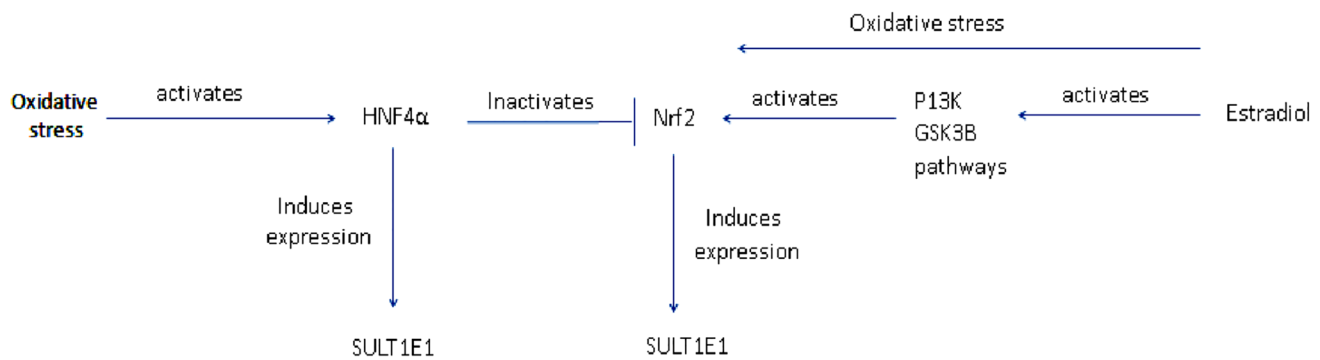 Oxidative stress
Oxidative
stress
activates
HNF4α
Inactivates
Nrf2
activates
P13K
GSK3B
pathways
activates
Estradiol
Induces
expression
Induces
expression
SULT1E1
SULT1E1